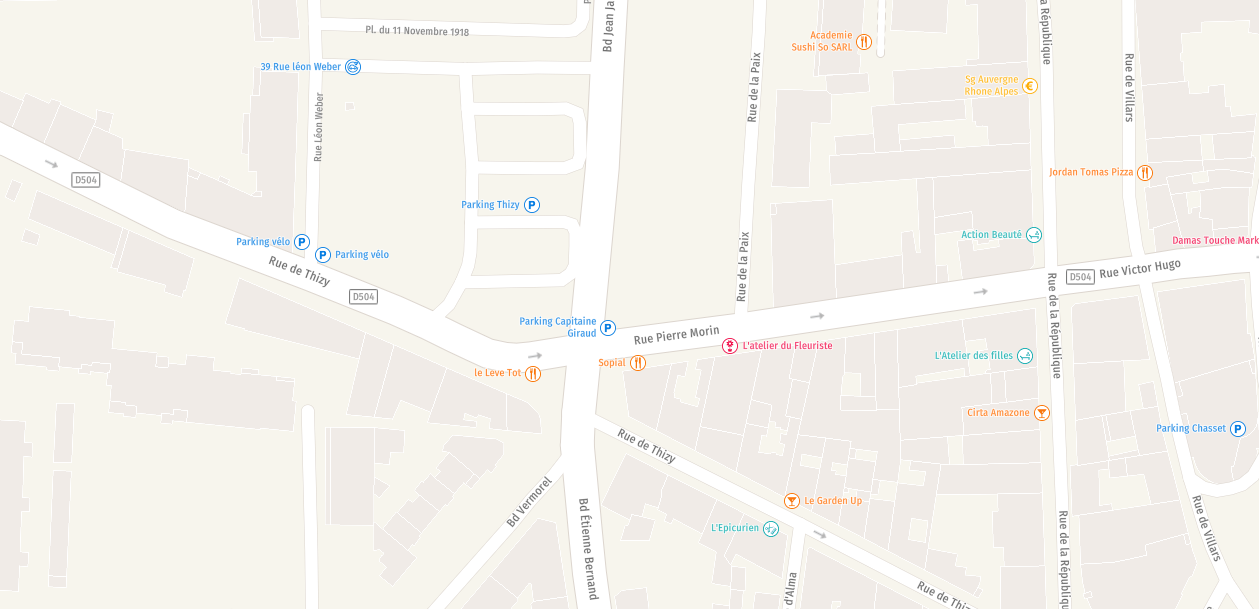 Pl. du 11 Novembre 1918
Bd Jean Ja
Academie
Sushi So SARL
Rue de la Paix
la République
Rue de Villars
39 Rue léon Weber
Rue Léon Weber
Sg Auvergne
Rhone Alpes
D504
Jordan Tomas Pizza
Parking Thizy
Parking vélo
Parking vélo
Action Beauté
Damas Touche Mark
Rue de Thizy
D504
Rue de la Paix
D504
Rue Victor Hugo
Rue de la République
Parking Capitaine
Giraud
Rue Pierre Morin
L'atelier du Fleuriste
L'Atelier des filles
Sopial
le Leve Tot
Cirta Amazone
Parking Chasset
Rue de Thizy
Bd Vermorel
Bd Étienne Bernand
Le Garden Up
L'Epicurien
Rue de la République
Rue de Villars
d'Alma
Rue de Thiz